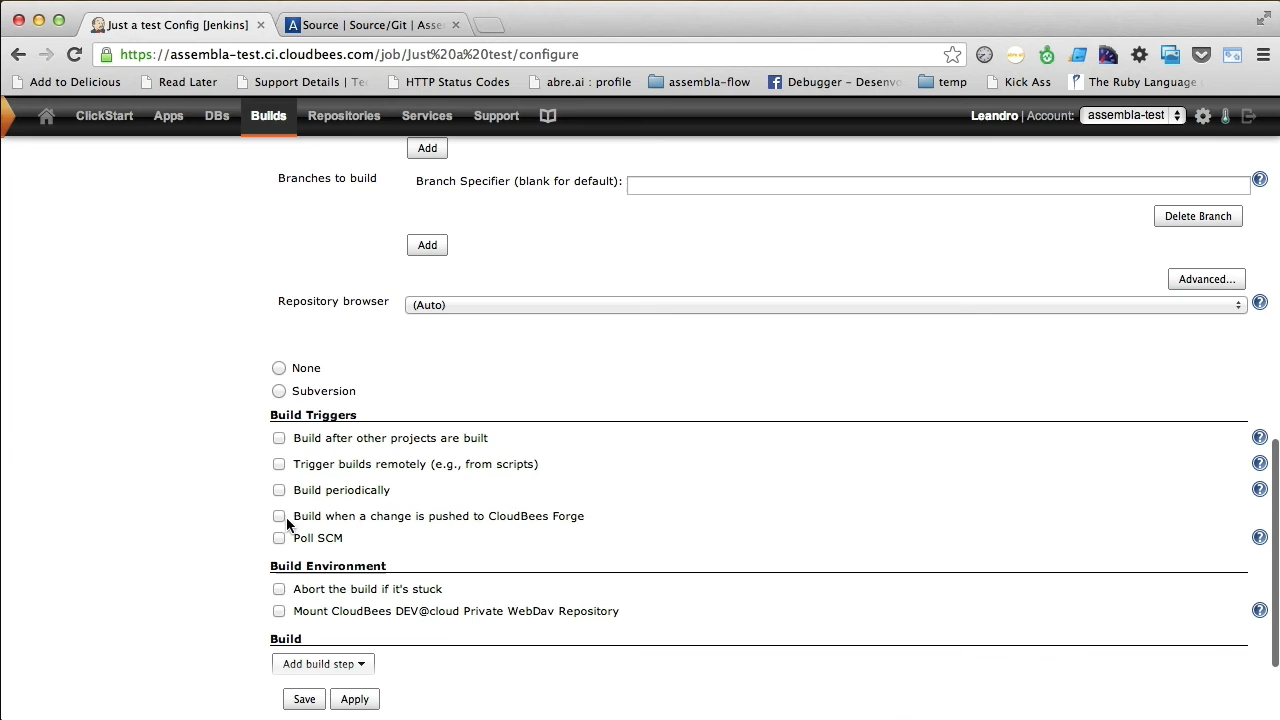 Just a test Config [Jenkins]
Source | Source/Git | Asse
https://assembla-test.ci.cloudbees.com/job/Just%20a%20test/configure
Add to Delicious
Read Later
Support Details | Te
HTTP Status Codes
abre.ai : profile
assembla-flow
Debugger - Desenvo
temp
Kick Ass
The Ruby Language
ClickStart Apps DBs Builds Repositories Services Support
Leandro | Account: assembla-test
Add
Branches to build
Branch Specifier (blank for default):
Delete Branch
Add
Advanced...
Repository browser
(Auto)
None
Subversion
Build Triggers
Build after other projects are built
Trigger builds remotely (e.g., from scripts)
Build periodically
Build when a change is pushed to CloudBees Forge
Poll SCM
Build Environment
Abort the build if it's stuck
Mount CloudBees DEV@cloud Private WebDav Repository
Build
Add build step
Save
Apply